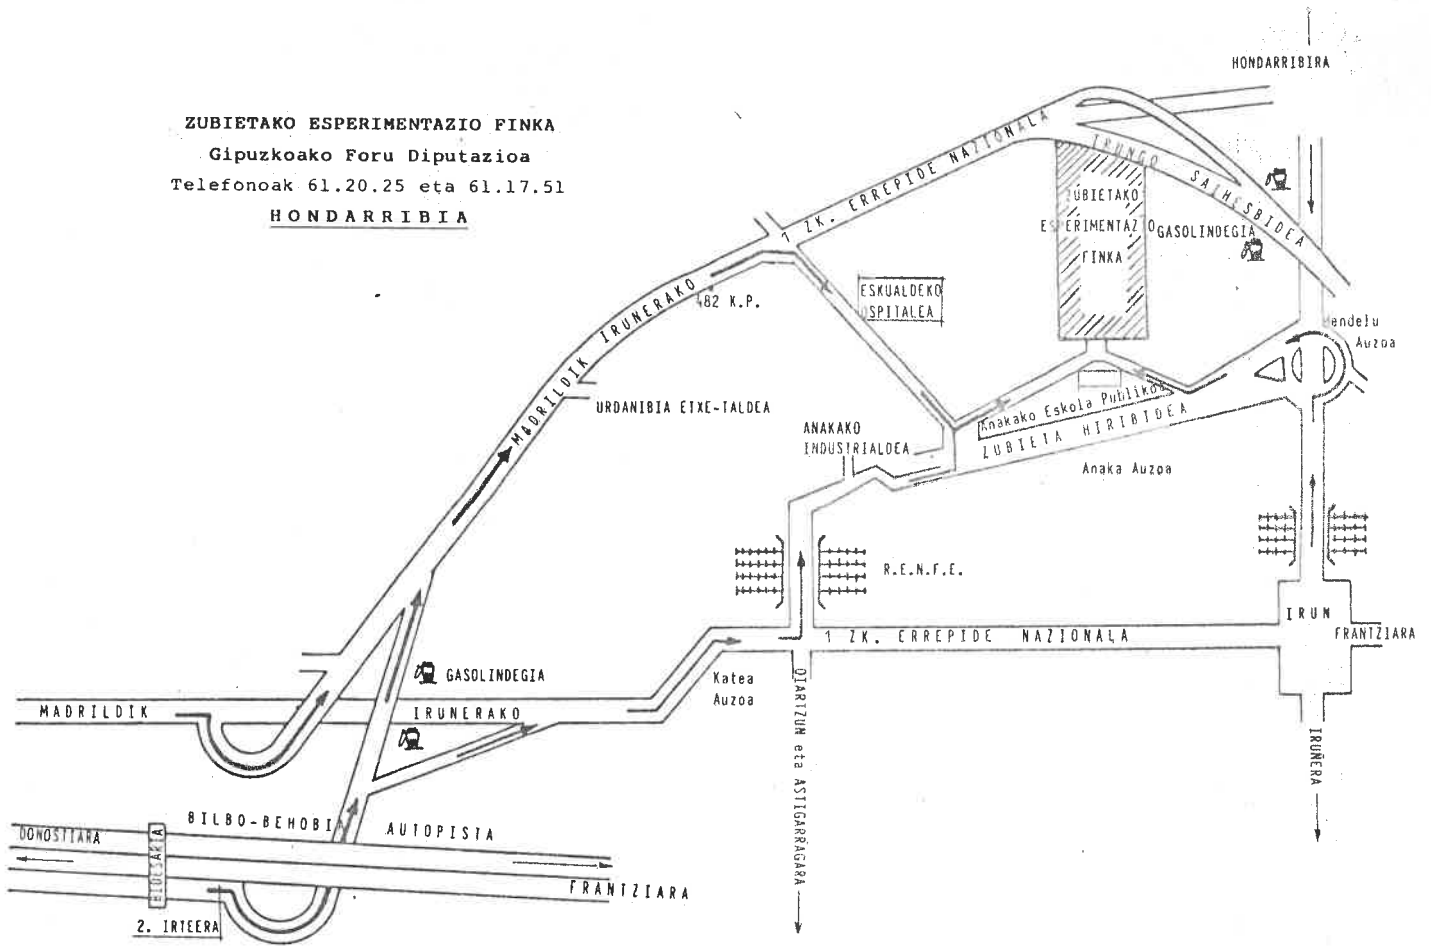 HONDARRIBIRA
ZUBIETAKO ESPERIMENTAZIO FINKA
Gipuzkoako Foru Diputazioa
Telefonoak 61.20.25 eta 61.17.51
HONDARRIBIA
1 ZK. ERREPIDE NAZIONALA
IRUNGO SAIHESBIDEA
ZUBIETAKO
ESPERIMENTAZIO
FINKA
GASOLINDEGIA
ESKUALDEKO
OSPITALEA
482 K.P.
MADRILDIK IRUNERAKO
Mendelu
Auzoa
URDANIBIA ETXE-TALDEA
Anakako Eskola Publikoa
ZUBIETA HIRIBIDEA
ANAKAKO
INDUSTRIALDEA
Anaka Auzoa
R.E.N.F.E.
IRUN
FRANTZIARA
1 ZK. ERREPIDE NAZIONALA
GASOLINDEGIA
Katea
Auzoa
MADRILDIK IRUNERAKO
OIARTZUN eta ASTIGARRAGARA
IRUÑERA
BILBO-BEHOBIA AUTOPISTA
DONOSTIARA
BIDESARIA
FRANTZIARA
2. IRTEERA